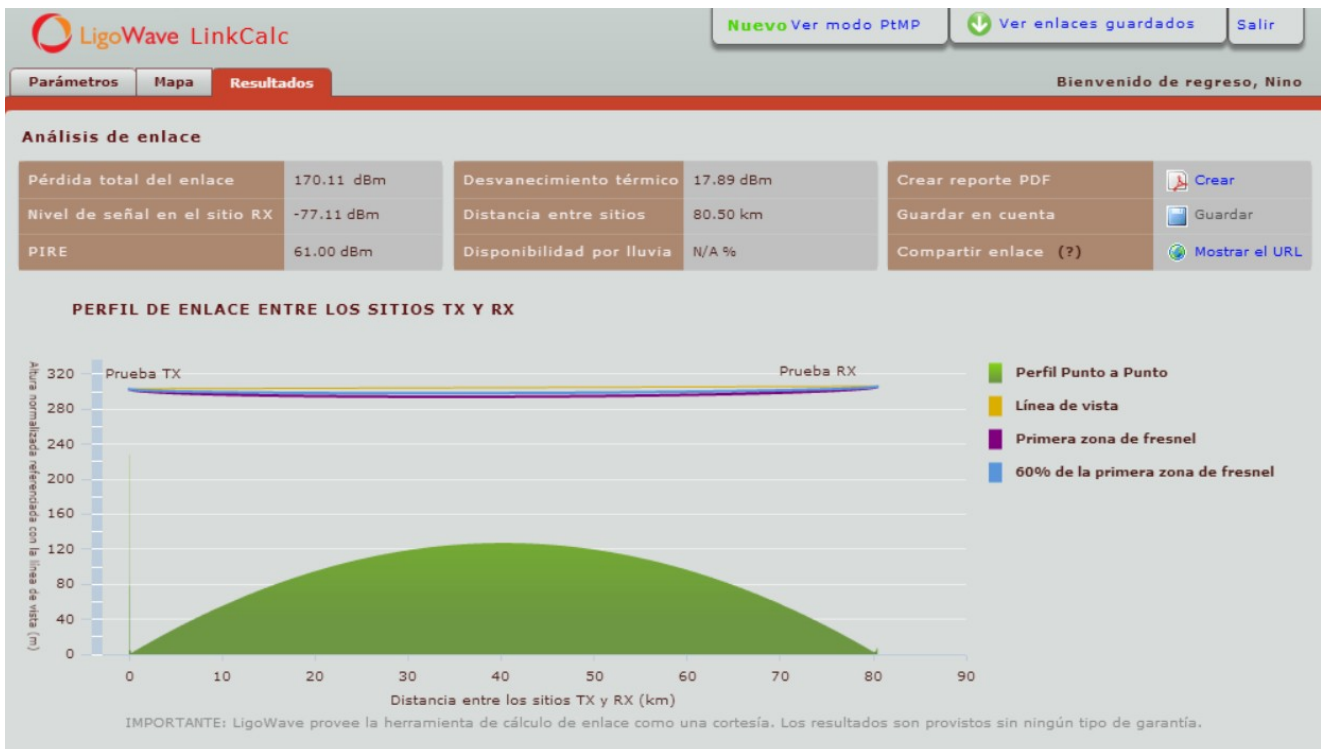 LigoWave LinkCalc
Nuevo Ver modo PtMP
Ver enlaces guardados
Salir
Parámetros
Mapa
Resultados
Bienvenido de regreso, Nino
Análisis de enlace
Pérdida total del enlace 170.11 dBm
Desvanecimiento térmico 17.89 dBm
Crear reporte PDF Crear
Nivel de señal en el sitio RX -77.11 dBm
Distancia entre sitios 80.50 km
Guardar en cuenta Guardar
PIRE 61.00 dBm
Disponibilidad por lluvia N/A %
Compartir enlace (?) Mostrar el URL
PERFIL DE ENLACE ENTRE LOS SITIOS TX Y RX
Altura normalizada referenciada con la línea de vista (m)
320
280
240
200
160
120
80
40
0
Prueba TX
Prueba RX
Perfil Punto a Punto
Línea de vista
Primera zona de fresnel
60% de la primera zona de fresnel
0 10 20 30 40 50 60 70 80 90
Distancia entre los sitios TX y RX (km)
IMPORTANTE: LigoWave provee la herramienta de cálculo de enlace como una cortesía. Los resultados son provistos sin ningún tipo de garantía.